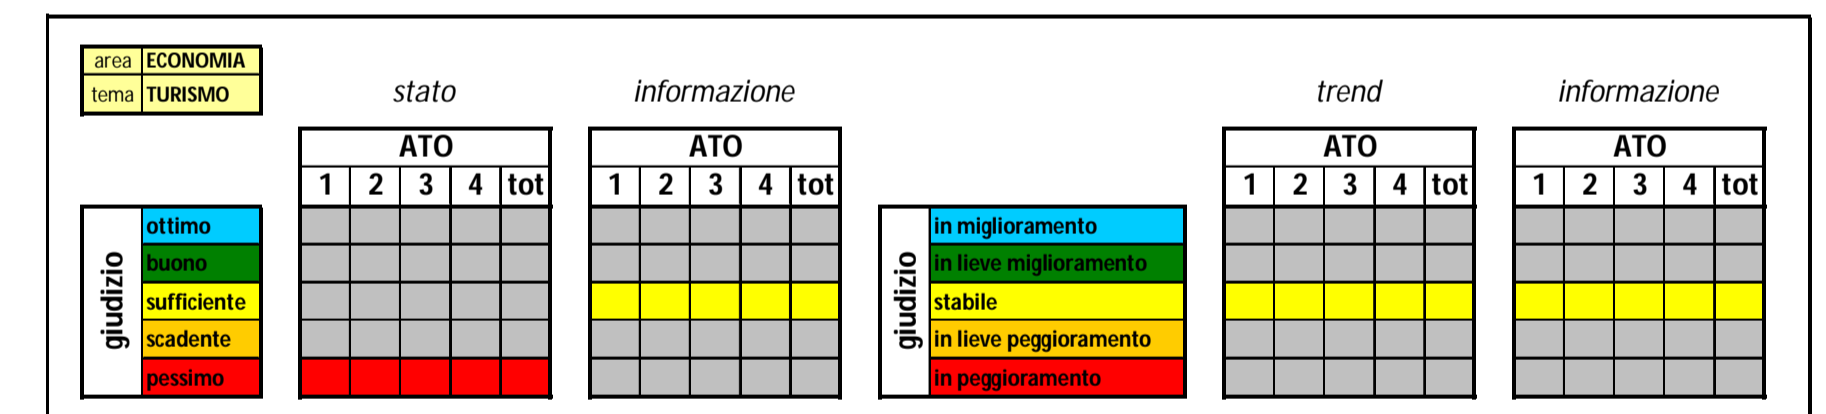 area ECONOMIA
tema TURISMO
stato informazione trend informazione
ATO ATO ATO ATO
1 2 3 4 tot 1 2 3 4 tot 1 2 3 4 tot 1 2 3 4 tot
giudizio giudizio
ottimo in miglioramento
buono in lieve miglioramento
sufficiente stabile
scadente in lieve peggioramento
pessimo in peggioramento